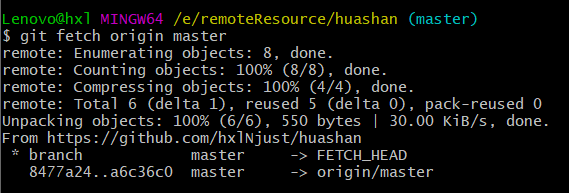 Lenovo@hxl MINGW64 /e/remoteResource/huashan (master)
$ git fetch origin master
remote: Enumerating objects: 8, done.
remote: Counting objects: 100% (8/8), done.
remote: Compressing objects: 100% (4/4), done.
remote: Total 6 (delta 1), reused 5 (delta 0), pack-reused 0
Unpacking objects: 100% (6/6), 550 bytes | 30.00 KiB/s, done.
From https://github.com/hxlNjust/huashan
 * branch            master     -> FETCH_HEAD
   8477a24..a6c36c0  master     -> origin/master